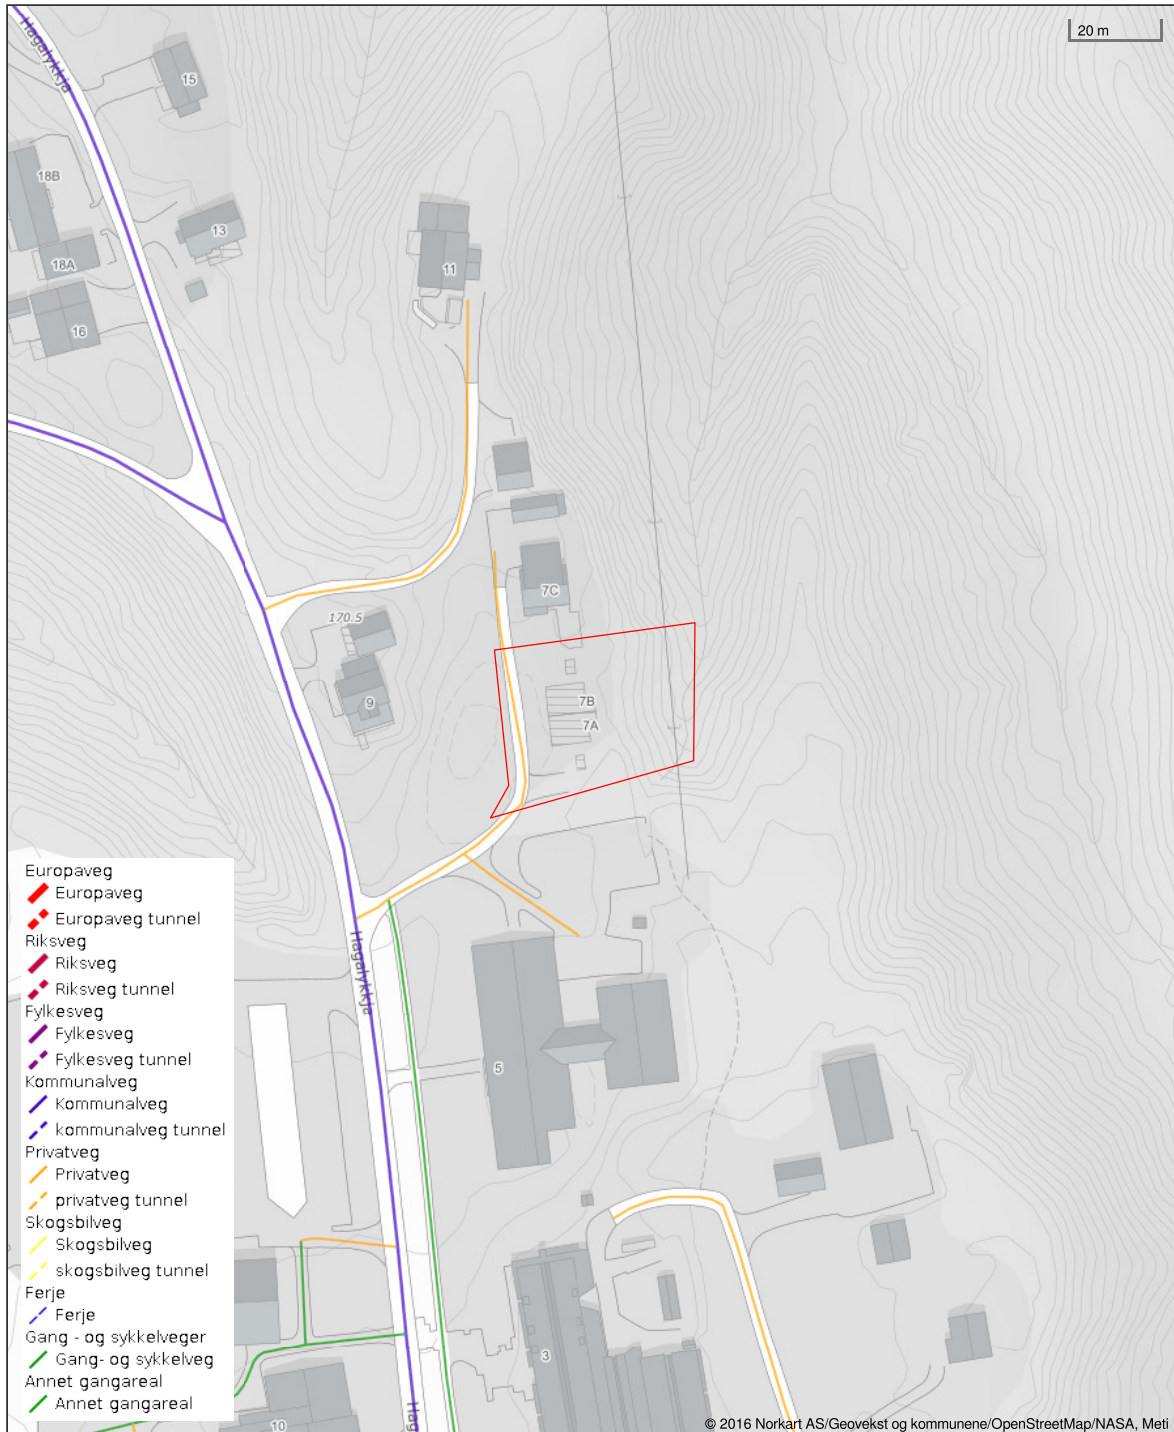 20 m
Hagalykkja
15
18B
13
18A
11
16
7C
170.5
9
7B
7A
Hagalykkja
5
3
10
Hag
Europaveg
Europaveg
Europaveg tunnel
Riksveg
Riksveg
Riksveg tunnel
Fylkesveg
Fylkesveg
Fylkesveg tunnel
Kommunalveg
Kommunalveg
kommunalveg tunnel
Privatveg
Privatveg
privatveg tunnel
Skogsbilveg
Skogsbilveg
skogsbilveg tunnel
Ferje
Ferje
Gang - og sykkelveger
Gang- og sykkelveg
Annet gangareal
Annet gangareal
© 2016 Norkart AS/Geovekst og kommunene/OpenStreetMap/NASA, Meti